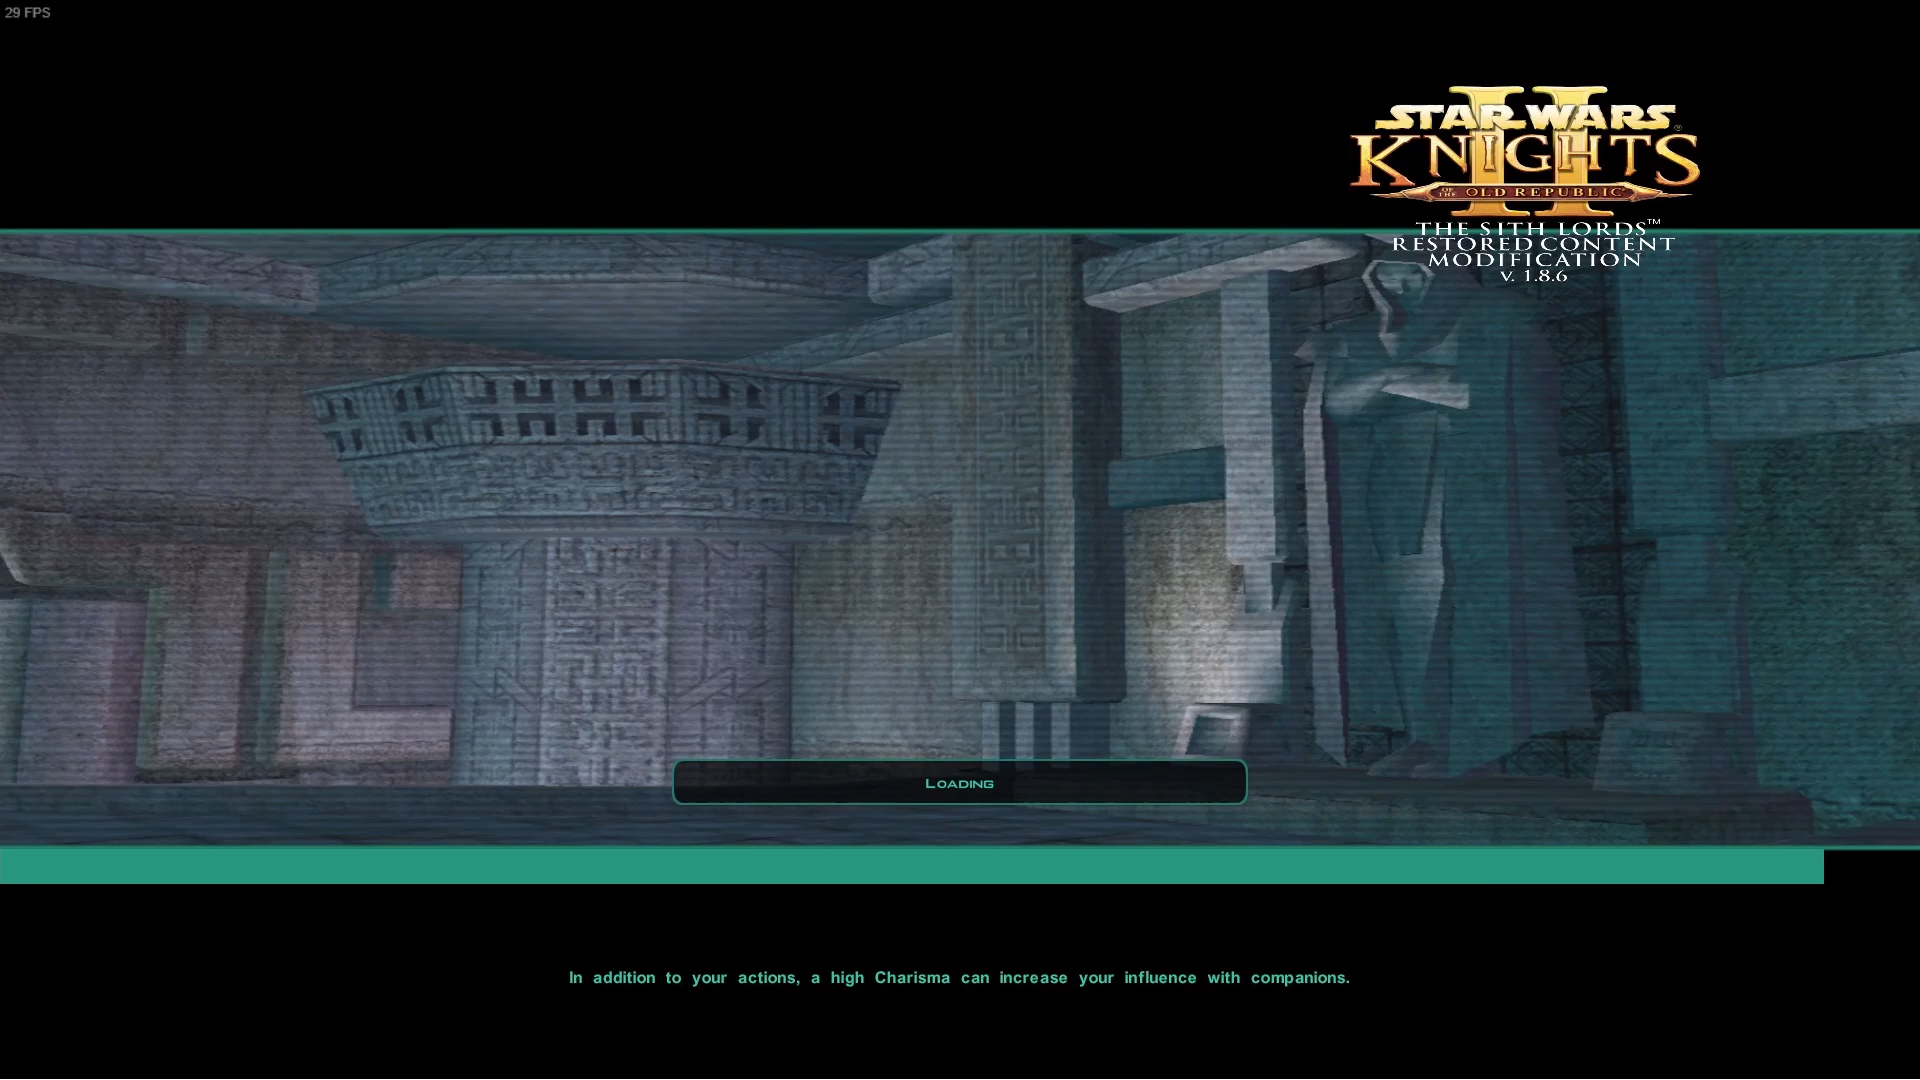 29 FPS
STAR WARS
KNIGHTS
OF THE OLD REPUBLIC
II
THE SITH LORDS™
RESTORED CONTENT
MODIFICATION
V. 1.8.6
LOADING
In addition to your actions, a high Charisma can increase your influence with companions.